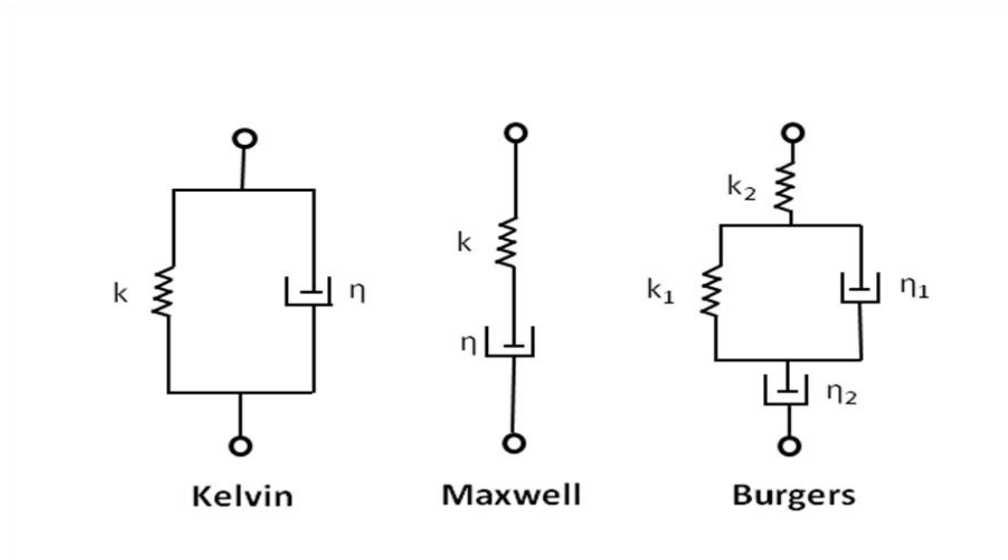 k
η
Kelvin
k
η
Maxwell
k₂
k₁
η₁
η₂
Burgers